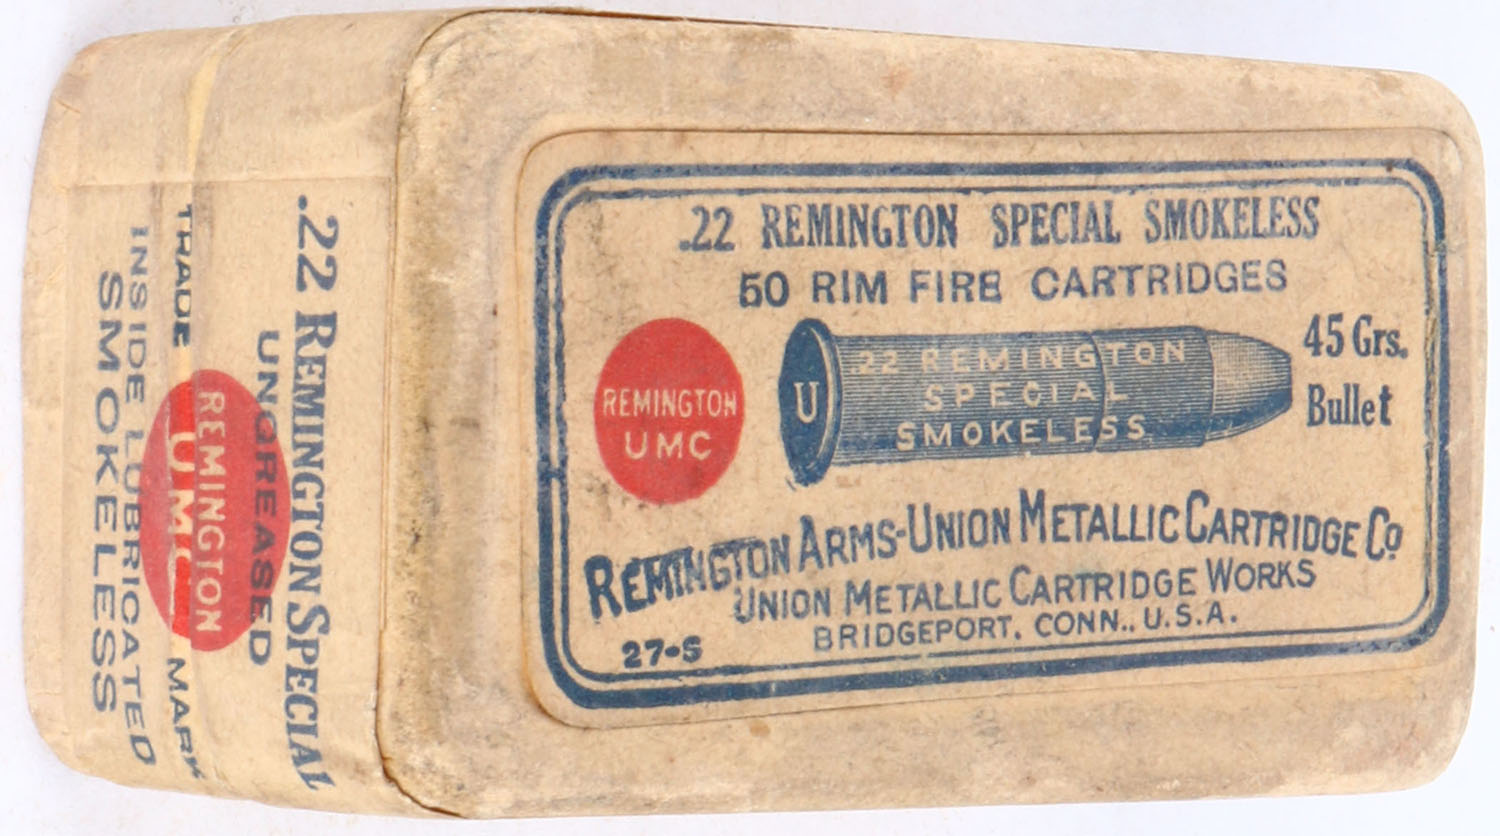 .22 REMINGTON SPECIAL SMOKELESS
50 RIM FIRE CARTRIDGES
REMINGTON
UMC
U
.22 REMINGTON
SPECIAL
SMOKELESS
45 Grs.
Bullet
REMINGTON ARMS-UNION METALLIC CARTRIDGE CO
UNION METALLIC CARTRIDGE WORKS
BRIDGEPORT, CONN., U.S.A.
27-S
.22 REMINGTON SPECIAL
UNGREASED
REMINGTON
UMC
TRADE MARK
INSIDE LUBRICATED
SMOKELESS